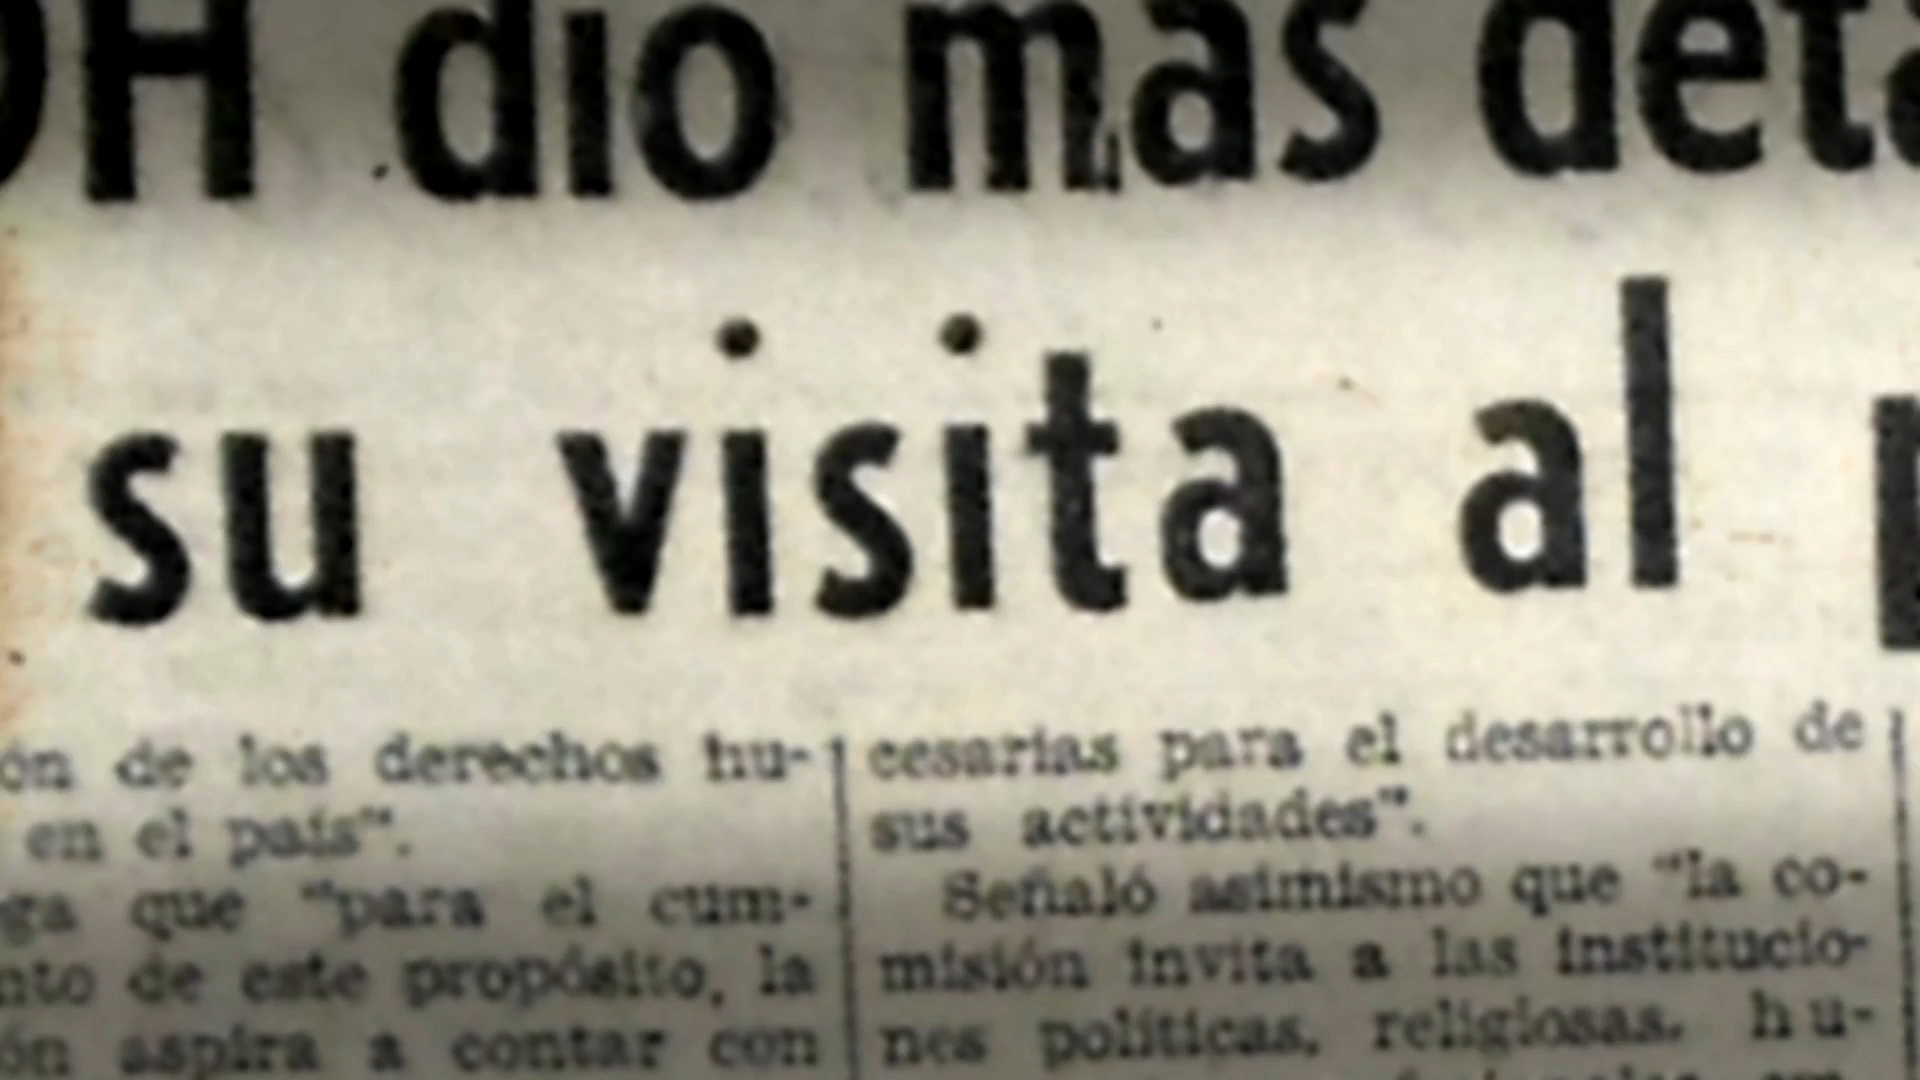 DH dio más deta
su visita al p
ón de los derechos hu-
en el país".
ga que "para el cum-
nto de este propósito, la
ón aspira a contar con
cesarias para el desarrollo de
sus actividades".
Señaló asimismo que "la co-
misión invita a las institucio-
nes políticas, religiosas, hu-